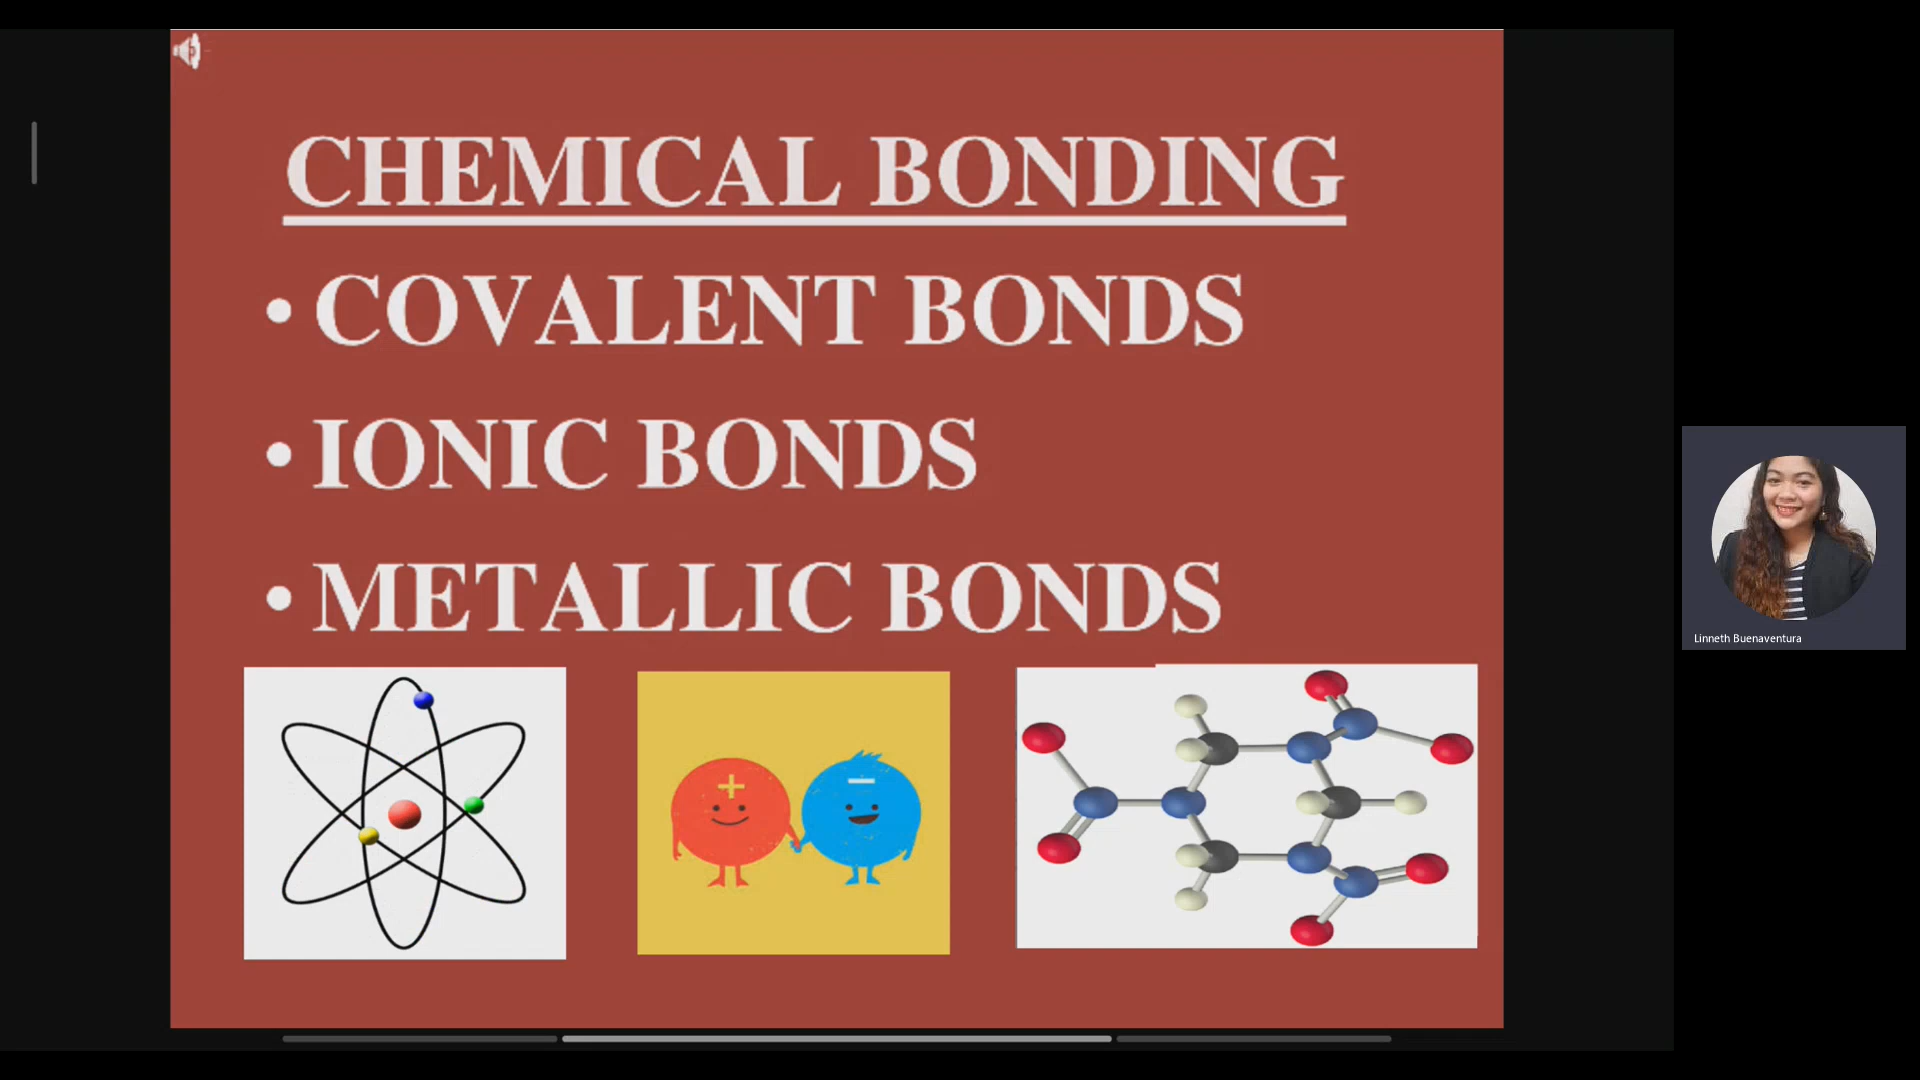 CHEMICAL BONDING
• COVALENT BONDS
• IONIC BONDS
• METALLIC BONDS
+
−
Linneth Buenaventura